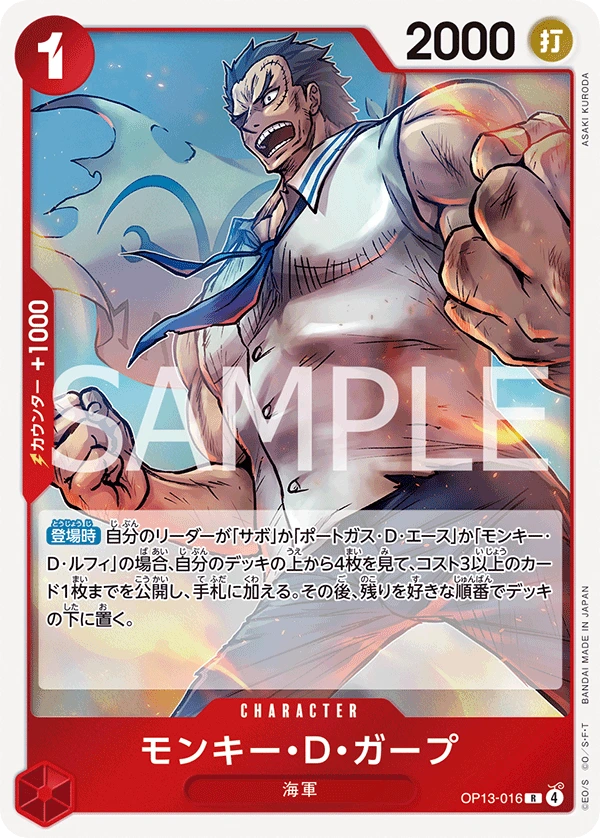 1
2000
打
ASAKI KURODA
カウンター +1000
SAMPLE
登場時 自分のリーダーが「サボ」か「ポートガス・D・エース」か「モンキー・
D・ルフィ」の場合、自分のデッキの上から4枚を見て、コスト3以上のカー
ド1枚までを公開し、手札に加える。その後、残りを好きな順番でデッキ
の下に置く。
CHARACTER
モンキー・D・ガープ
海軍
OP13-016 R 4
©E.O/S ©O/S・F・T BANDAI MADE IN JAPAN